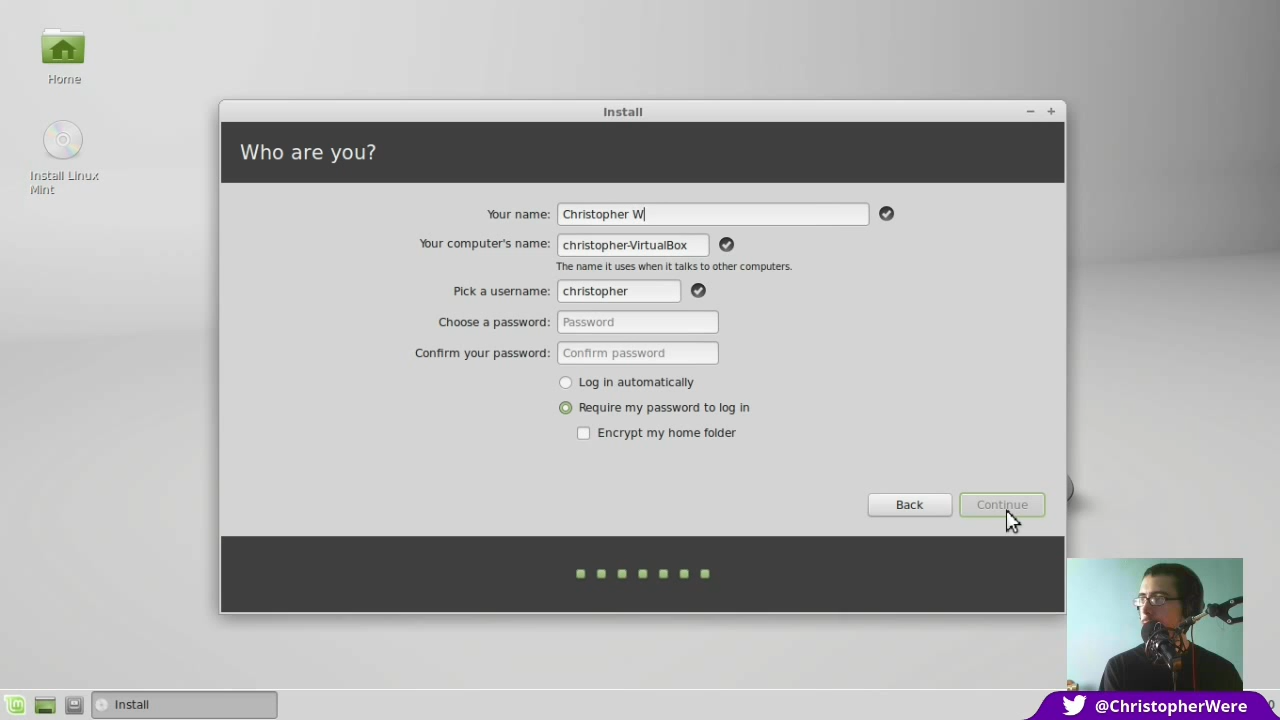 Home
Install Linux
Mint
Install
Who are you?
Your name: Christopher W
Your computer's name: christopher-VirtualBox
The name it uses when it talks to other computers.
Pick a username: christopher
Choose a password: Password
Confirm your password: Confirm password
Log in automatically
Require my password to log in
Encrypt my home folder
Back Continue
Install
@ChristopherWere